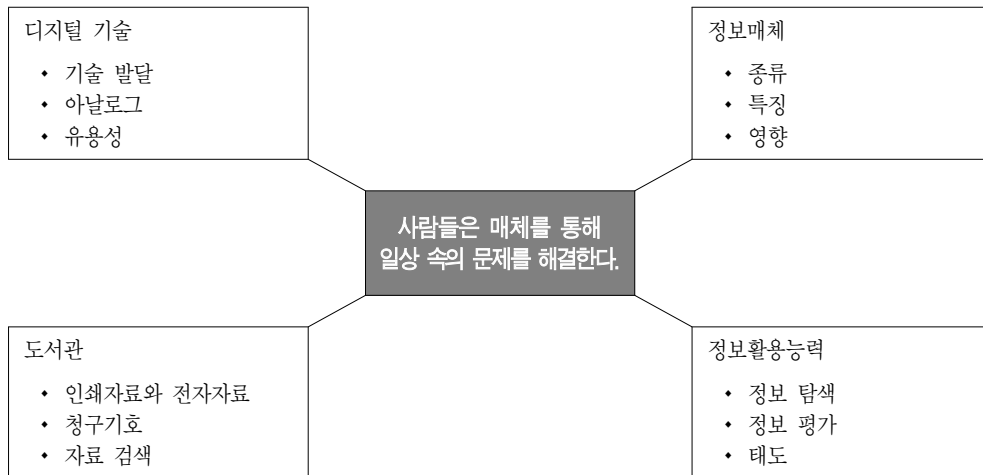 디지털 기술
• 기술 발달
• 아날로그
• 유용성
정보매체
• 종류
• 특징
• 영향
사람들은 매체를 통해
일상 속의 문제를 해결한다.
도서관
• 인쇄자료와 전자자료
• 청구기호
• 자료 검색
정보활용능력
• 정보 탐색
• 정보 평가
• 태도